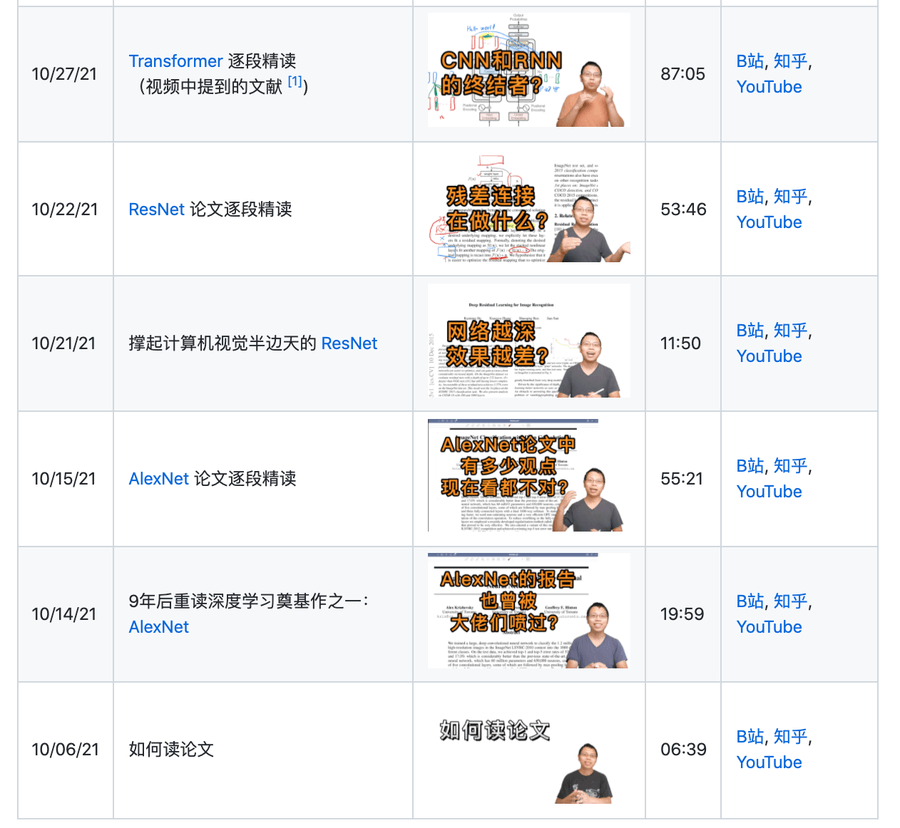 10/27/21
Transformer 逐段精读
（视频中提到的文献 [1]）
CNN和RNN
的终结者？
87:05
B站, 知乎,
YouTube
10/22/21
ResNet 论文逐段精读
残差连接
在做什么？
53:46
B站, 知乎,
YouTube
10/21/21
撑起计算机视觉半边天的 ResNet
Deep Residual Learning for Image Recognition
网络越深
效果越差？
11:50
B站, 知乎,
YouTube
10/15/21
AlexNet 论文逐段精读
AlexNet论文中
有多少观点
现在看都不对？
55:21
B站, 知乎,
YouTube
10/14/21
9年后重读深度学习奠基作之一：
AlexNet
AlexNet的报告
也曾被
大佬们喷过？
19:59
B站, 知乎,
YouTube
10/06/21
如何读论文
如何读论文
06:39
B站, 知乎,
YouTube